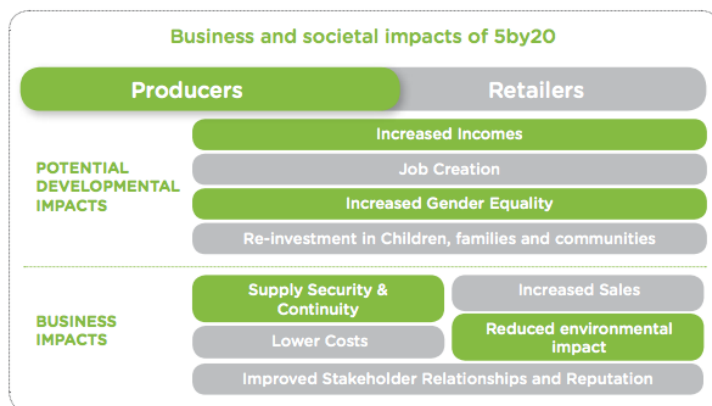 Business and societal impacts of 5by20
Producers
Retailers
POTENTIAL
DEVELOPMENTAL
IMPACTS
Increased Incomes
Job Creation
Increased Gender Equality
Re-investment in Children, families and communities
BUSINESS
IMPACTS
Supply Security &
Continuity
Increased Sales
Lower Costs
Reduced environmental
impact
Improved Stakeholder Relationships and Reputation